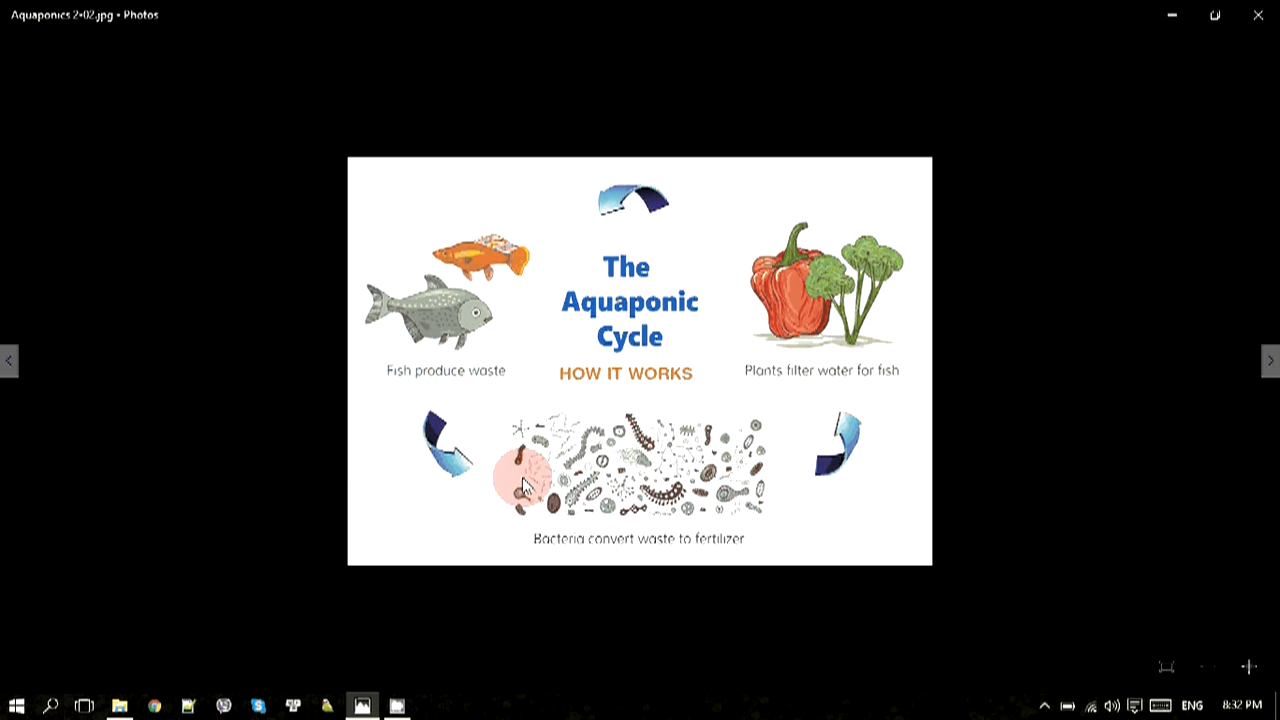 Aquaponics 2-02.jpg - Photos
The
Aquaponic
Cycle
HOW IT WORKS
Fish produce waste
Plants filter water for fish
Bacteria convert waste to fertilizer
ENG
8:32 PM